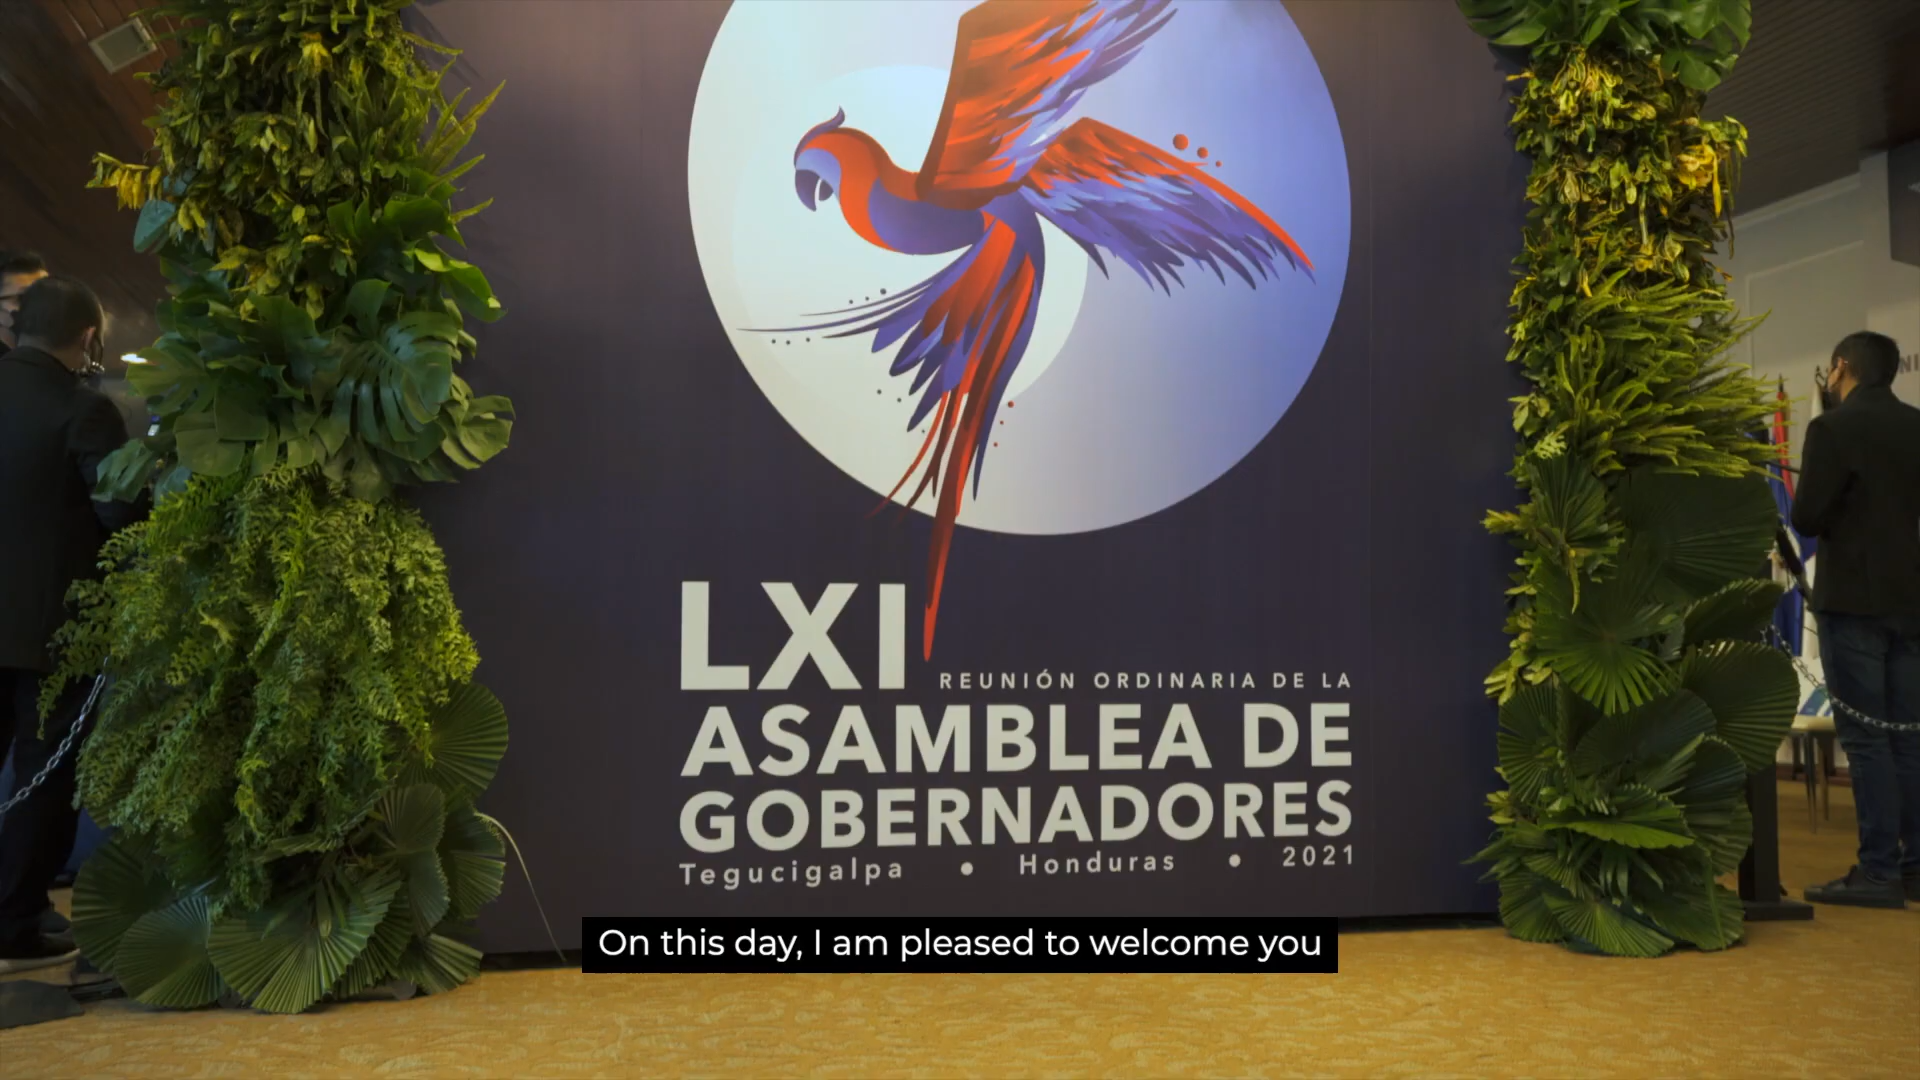 LXI REUNIÓN ORDINARIA DE LA
ASAMBLEA DE
GOBERNADORES
Tegucigalpa • Honduras • 2021
On this day, I am pleased to welcome you